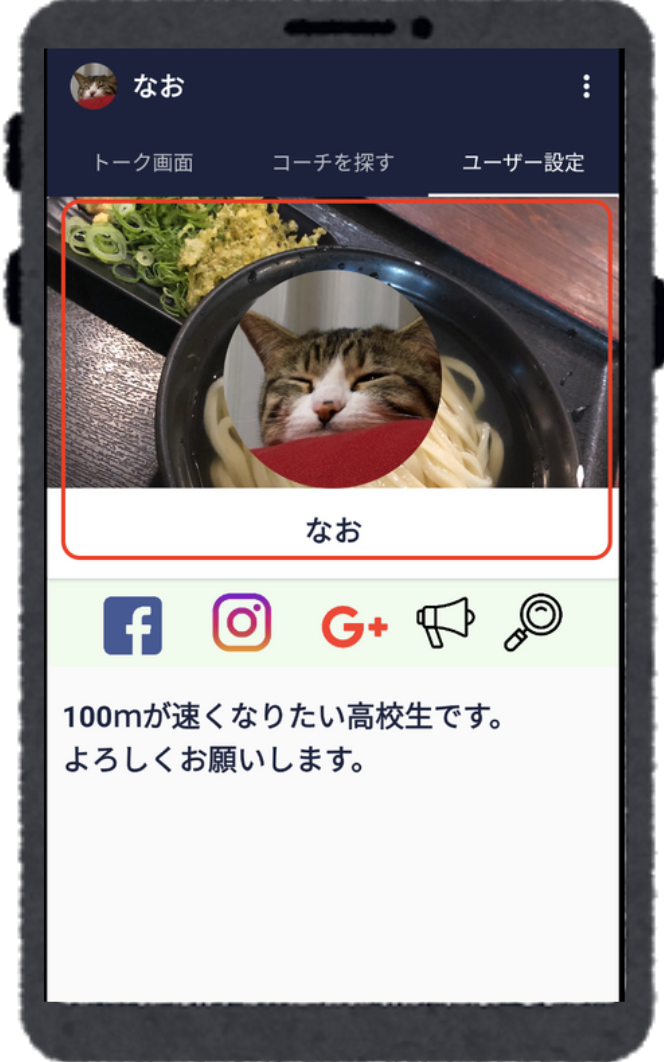 なお
トーク画面
コーチを探す
ユーザー設定
なお
f
G+
100mが速くなりたい高校生です。
よろしくお願いします。